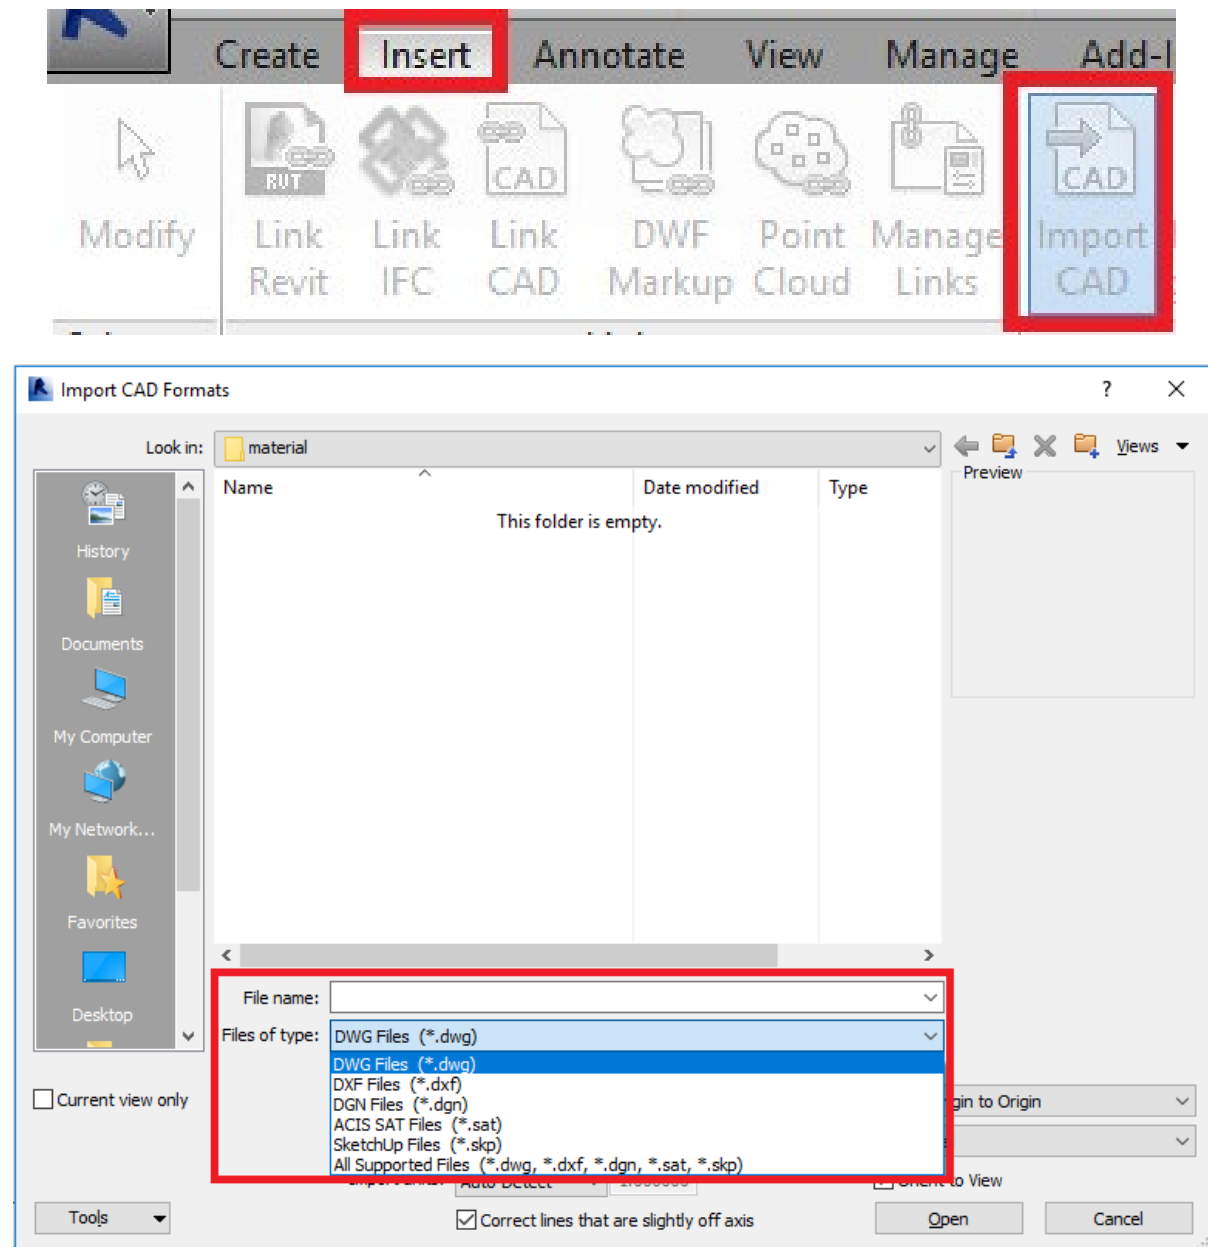 Create Insert Annotate View Manage Add-I
Modify Link Revit Link IFC Link CAD DWF Markup Point Cloud Manage Links Import CAD
RVT CAD CAD
Import CAD Formats ?
Look in: material Views
Name Date modified Type Preview
This folder is empty.
History
Documents
My Computer
My Network...
Favorites
Desktop
File name:
Files of type: DWG Files (*.dwg)
DWG Files (*.dwg)
DXF Files (*.dxf)
DGN Files (*.dgn)
ACIS SAT Files (*.sat)
SketchUp Files (*.skp)
All Supported Files (*.dwg, *.dxf, *.dgn, *.sat, *.skp)
Current view only
gin to Origin
to View
Correct lines that are slightly off axis
Tools Open Cancel